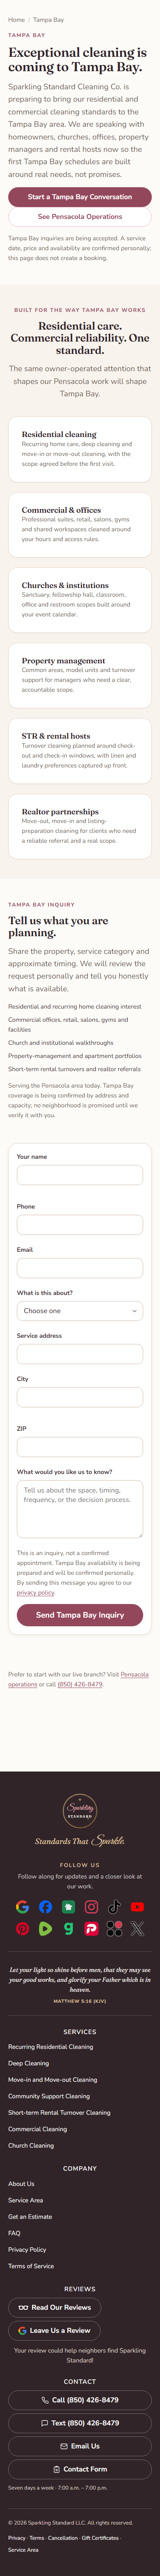 Home / Tampa Bay
TAMPA BAY
Exceptional cleaning is
coming to Tampa Bay.
Sparkling Standard Cleaning Co. is
preparing to bring our residential and
commercial cleaning standards to the
Tampa Bay area. We are speaking with
homeowners, churches, offices, property
managers and rental hosts now so the
first Tampa Bay schedules are built
around real needs, not promises.
Start a Tampa Bay Conversation
See Pensacola Operations
Tampa Bay inquiries are being accepted. A service
date, price and availability are confirmed personally;
this page does not create a booking.
BUILT FOR THE WAY TAMPA BAY WORKS
Residential care.
Commercial reliability. One
standard.
The same owner-operated attention that
shapes our Pensacola work will shape
Tampa Bay.
Residential cleaning
Recurring home care, deep cleaning and
move-in or move-out cleaning, with the
scope agreed before the first visit.
Commercial & offices
Professional suites, retail, salons, gyms
and shared workspaces cleaned around
your hours and access rules.
Churches & institutions
Sanctuary, fellowship hall, classroom,
office and restroom scopes built around
your event calendar.
Property management
Common areas, model units and turnover
support for managers who need a clear,
accountable scope.
STR & rental hosts
Turnover cleaning planned around check-
out and check-in windows, with linen and
laundry preferences captured up front.
Realtor partnerships
Move-out, move-in and listing-
preparation cleaning for clients who need
a reliable referral and a real scope.
TAMPA BAY INQUIRY
Tell us what you are
planning.
Share the property, service category and
approximate timing. We will review the
request personally and tell you honestly
what is available.
Residential and recurring home cleaning interest
Commercial offices, retail, salons, gyms and
facilities
Church and institutional walkthroughs
Property-management and apartment portfolios
Short-term rental turnovers and realtor referrals
Serving the Pensacola area today. Tampa Bay
coverage is being confirmed by address and
capacity; no neighborhood is promised until we
verify it with you.
Your name
Phone
Email
What is this about?
Choose one
Service address
City
ZIP
What would you like us to know?
Tell us about the space, timing,
frequency, or the decision process.
This is an inquiry, not a confirmed
appointment. Tampa Bay availability is being
prepared and will be confirmed personally.
By sending this message you agree to our
privacy policy.
Send Tampa Bay Inquiry
Prefer to start with our live branch? Visit Pensacola
operations or call (850) 426-8479.
Sparkling
STANDARD
Standards That Sparkle.
FOLLOW US
Follow along for updates and a closer look at
our work.
Let your light so shine before men, that they may see
your good works, and glorify your Father which is in
heaven.
MATTHEW 5:16 (KJV)
SERVICES
Recurring Residential Cleaning
Deep Cleaning
Move-in and Move-out Cleaning
Community Support Cleaning
Short-term Rental Turnover Cleaning
Commercial Cleaning
Church Cleaning
COMPANY
About Us
Service Area
Get an Estimate
FAQ
Privacy Policy
Terms of Service
REVIEWS
Read Our Reviews
Leave Us a Review
Your review could help neighbors find Sparkling
Standard!
CONTACT
Call (850) 426-8479
Text (850) 426-8479
Email Us
Contact Form
Seven days a week · 7:00 a.m. – 7:00 p.m.
© 2026 Sparkling Standard LLC. All rights reserved.
Privacy · Terms · Cancellation · Gift Certificates ·
Service Area